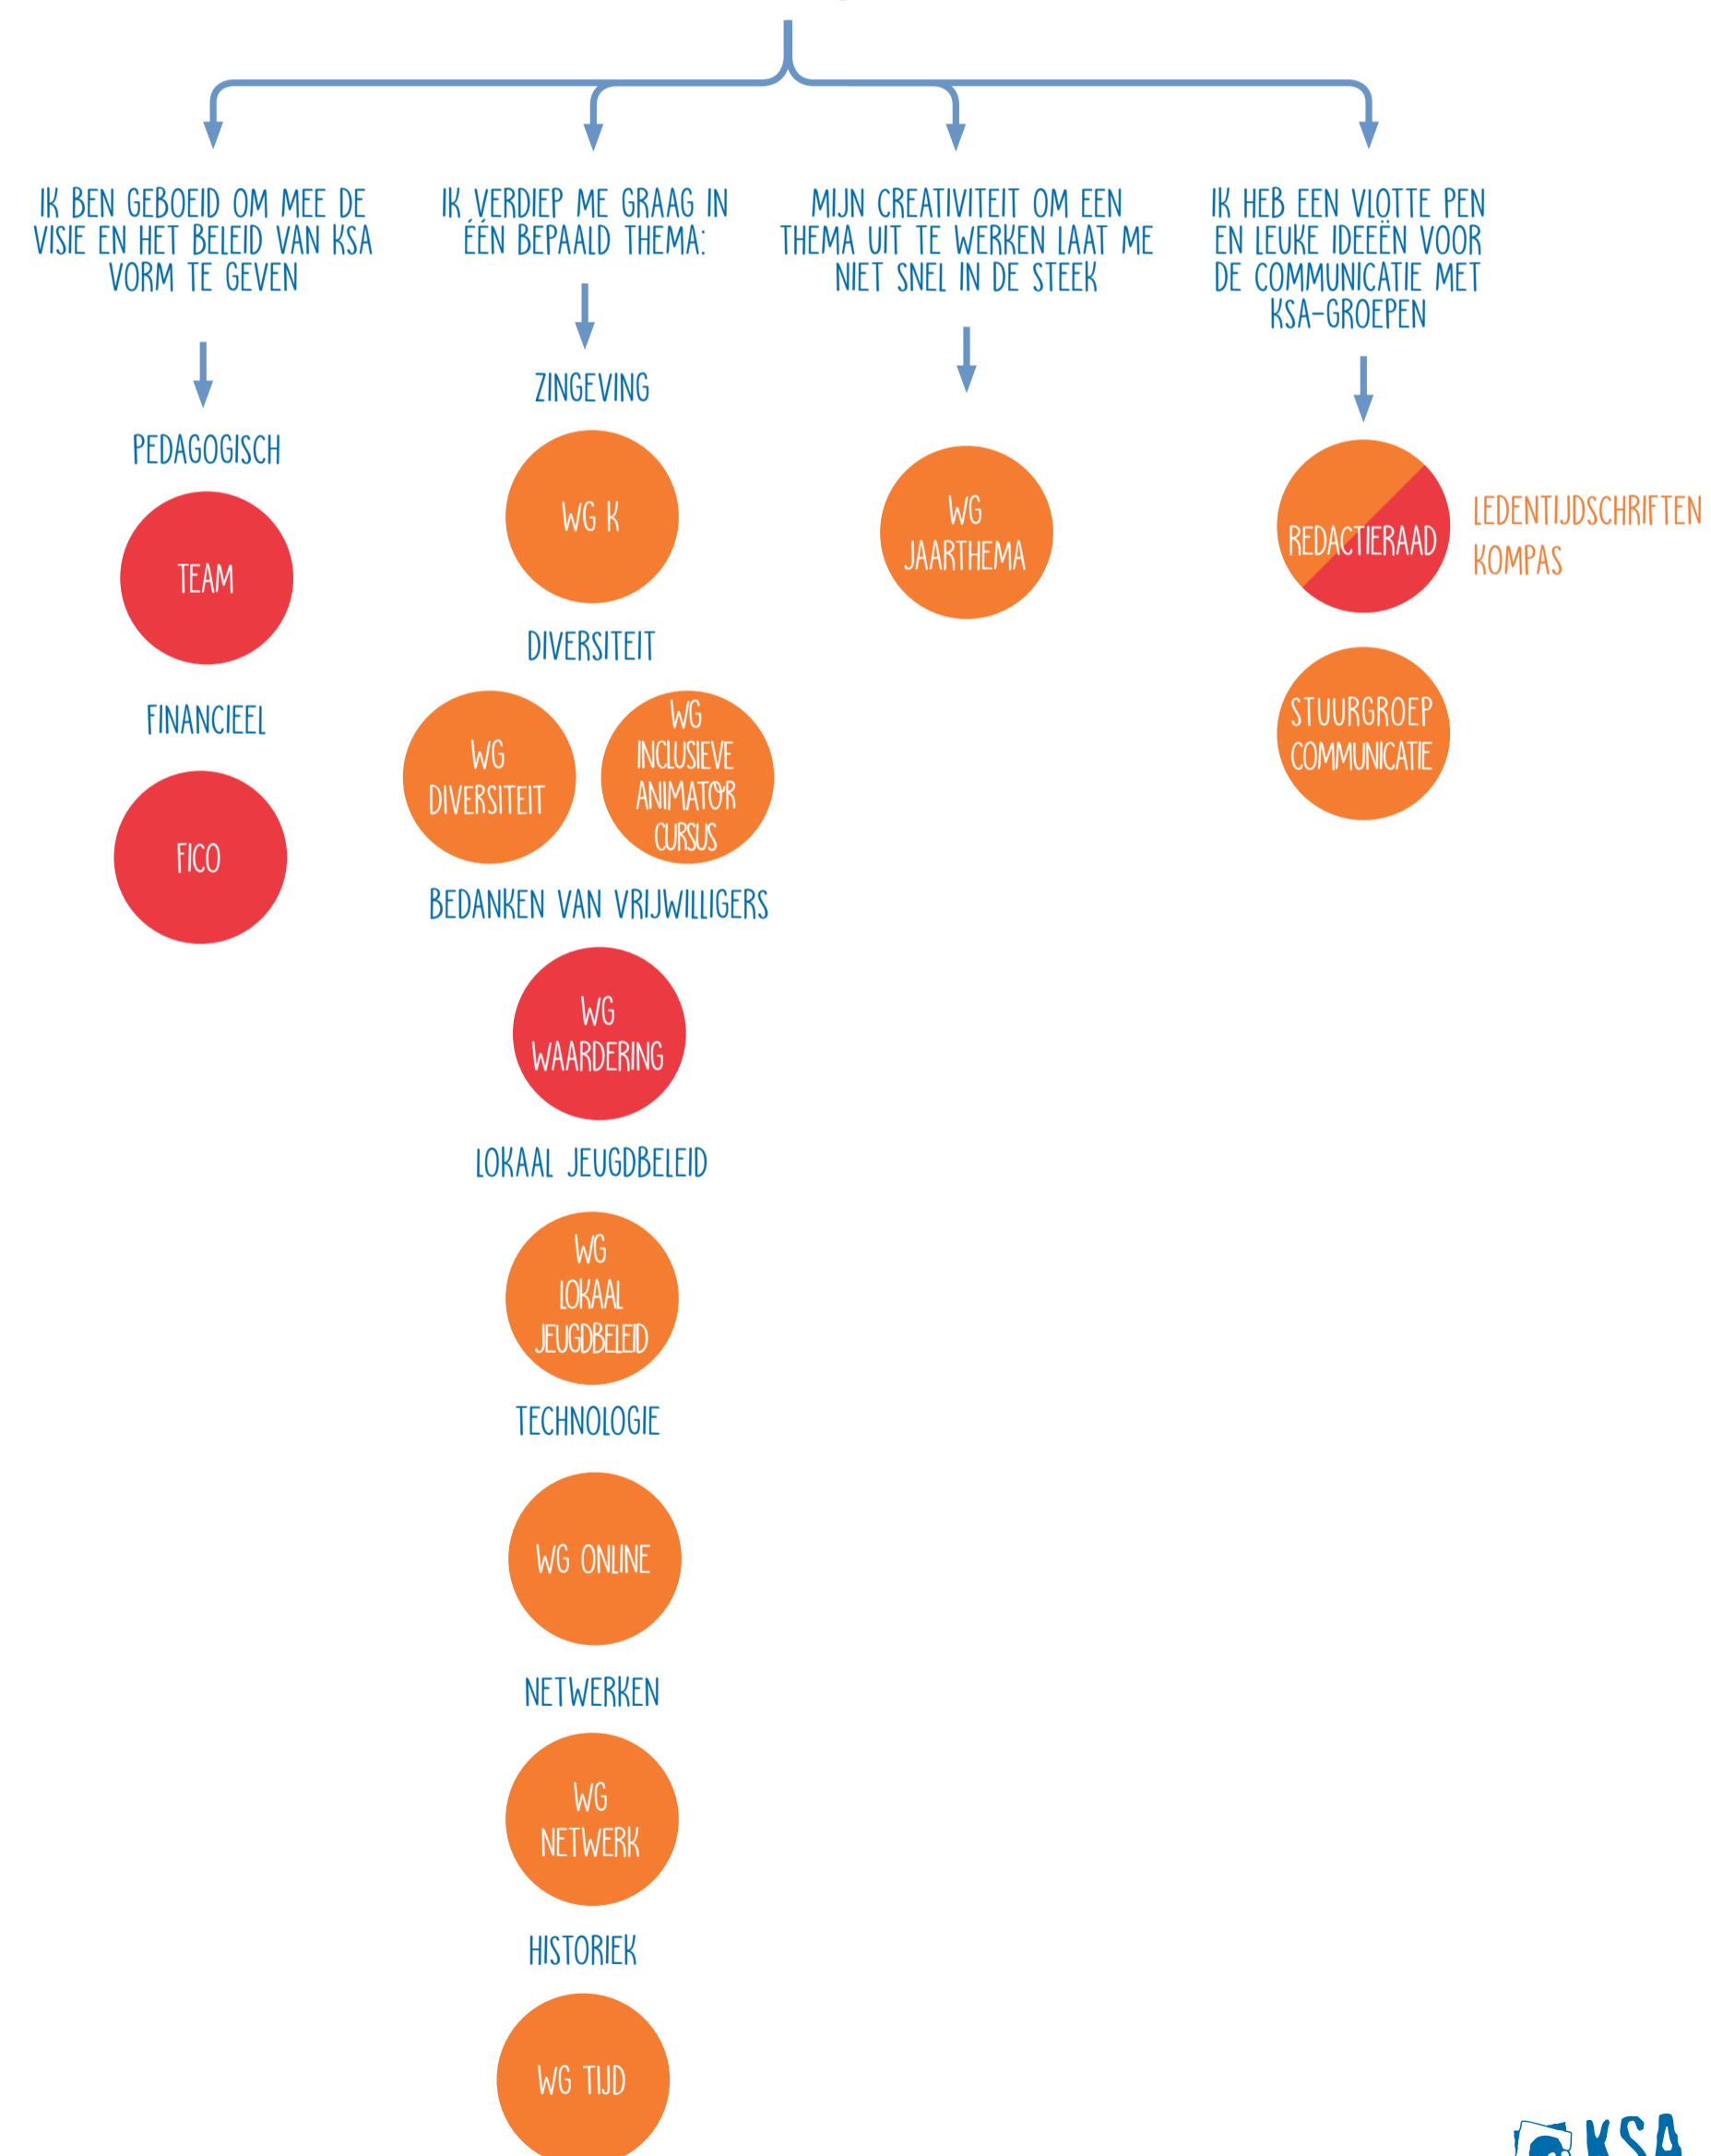 IK BEN GEBOEID OM MEE DE
VISIE EN HET BELEID VAN KSA
VORM TE GEVEN
PEDAGOGISCH
TEAM
FINANCIEEL
FICO
IK VERDIEP ME GRAAG IN
ÉÉN BEPAALD THEMA:
ZINGEVING
WG K
DIVERSITEIT
WG
DIVERSITEIT
WG
INCLUSIEVE
ANIMATOR
CURSUS
BEDANKEN VAN VRIJWILLIGERS
WG
WAARDERING
LOKAAL JEUGDBELEID
WG
LOKAAL
JEUGDBELEID
TECHNOLOGIE
WG ONLINE
NETWERKEN
WG
NETWERK
HISTORIEK
WG TIJD
MIJN CREATIVITEIT OM EEN
THEMA UIT TE WERKEN LAAT ME
NIET SNEL IN DE STEEK
WG
JAARTHEMA
IK HEB EEN VLOTTE PEN
EN LEUKE IDEEËN VOOR
DE COMMUNICATIE MET
KSA-GROEPEN
REDACTIERAAD
LEDENTIJDSCHRIFTEN
KOMPAS
STUURGROEP
COMMUNICATIE
KSA